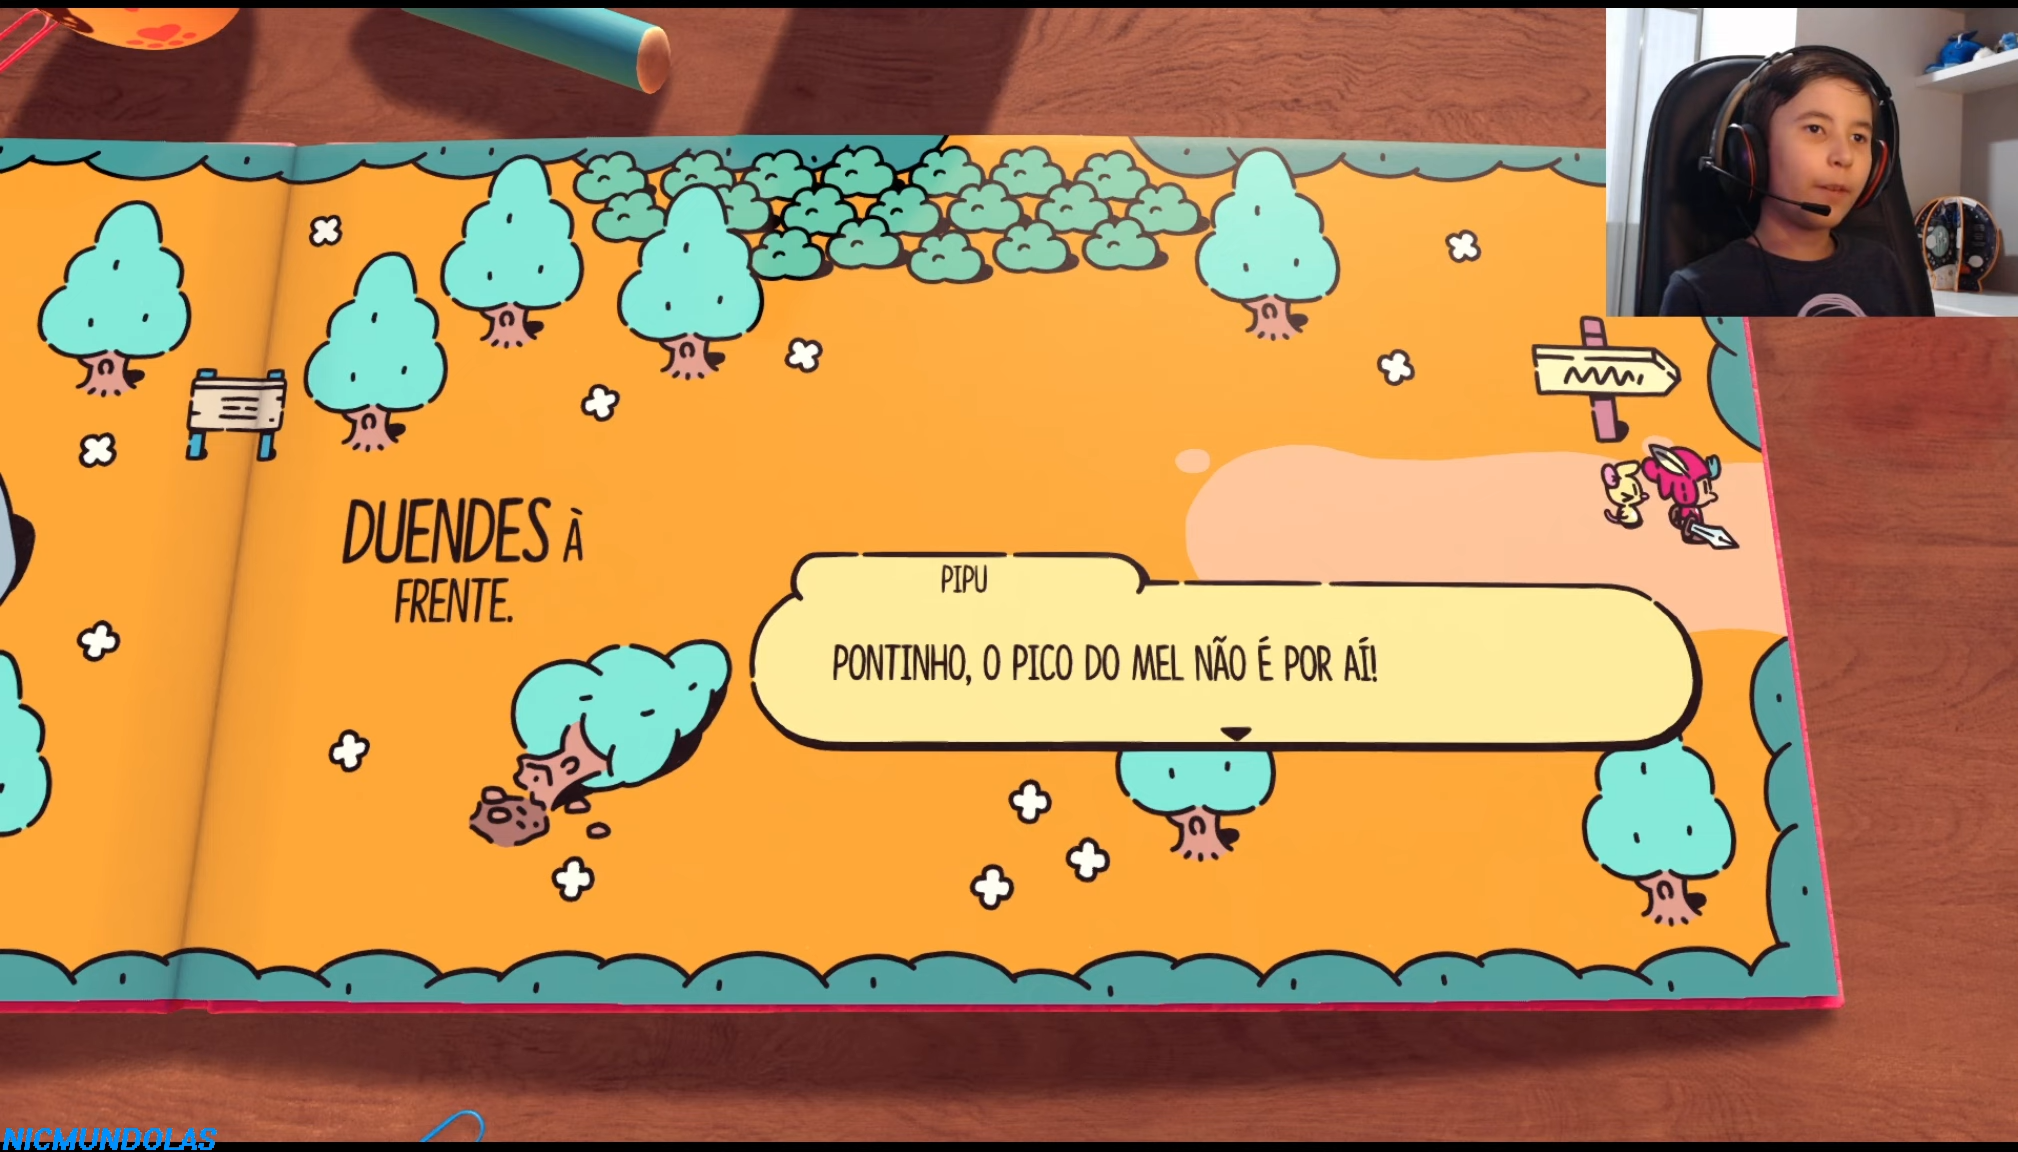 DUENDES À
FRENTE.
PIPU
PONTINHO, O PICO DO MEL NÃO É POR AÍ!
NICMUNDOLAS